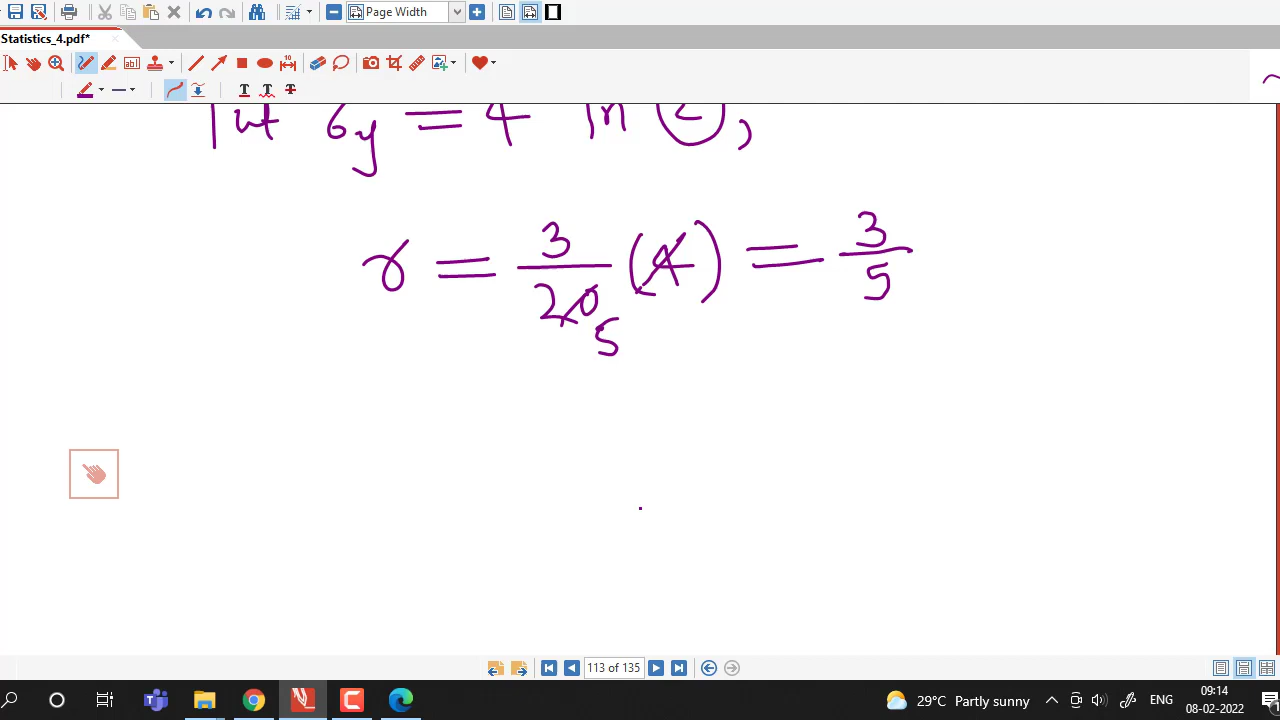 Page Width
Statistics_4.pdf*
10
T T T
Put σy = 4 in ②,
r = 3/20 (4) = 3/5
5
113 of 135
29°C Partly sunny
ENG
09:14
08-02-2022